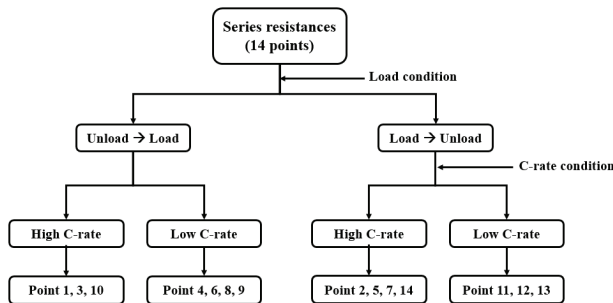 Series resistances
(14 points)
Load condition
Unload → Load
Load → Unload
C-rate condition
High C-rate
Low C-rate
High C-rate
Low C-rate
Point 1, 3, 10
Point 4, 6, 8, 9
Point 2, 5, 7, 14
Point 11, 12, 13